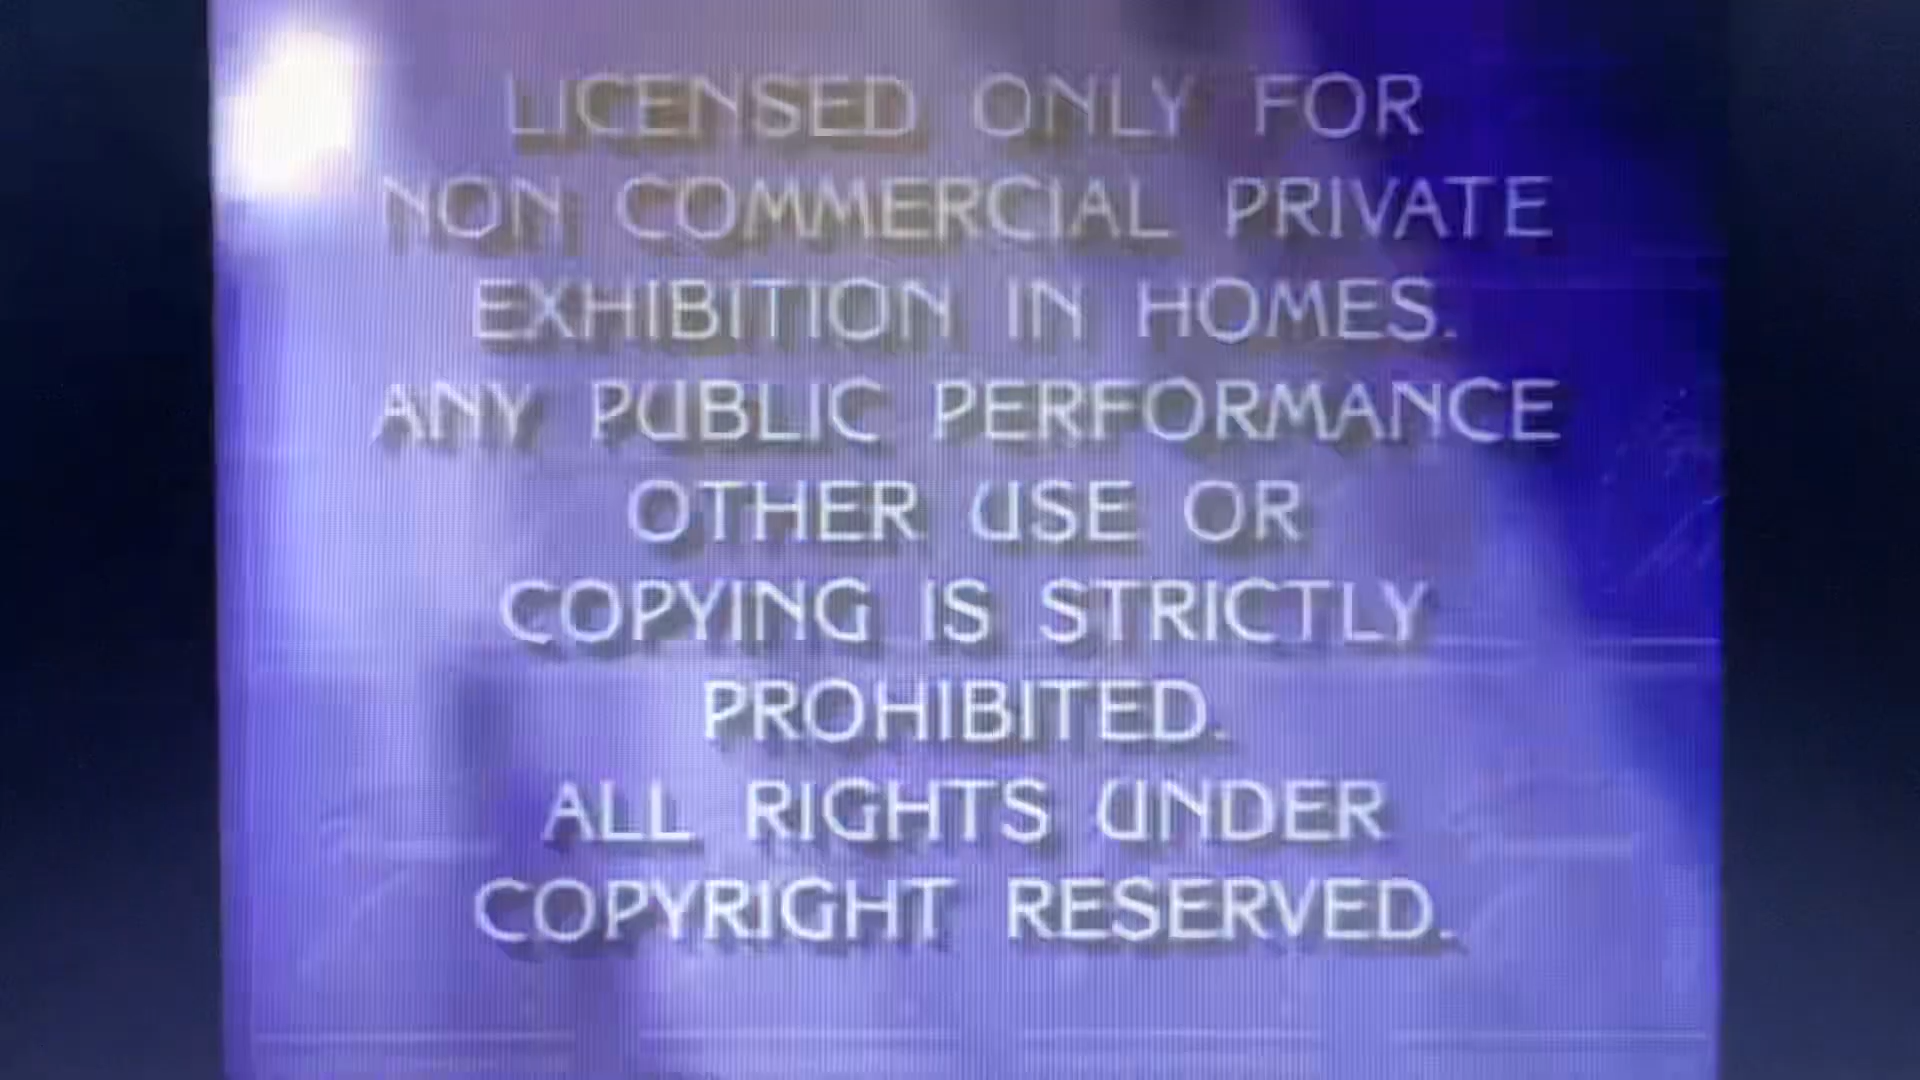 LICENSED ONLY FOR
NON COMMERCIAL PRIVATE
EXHIBITION IN HOMES.
ANY PUBLIC PERFORMANCE
OTHER USE OR
COPYING IS STRICTLY
PROHIBITED.
ALL RIGHTS UNDER
COPYRIGHT RESERVED.